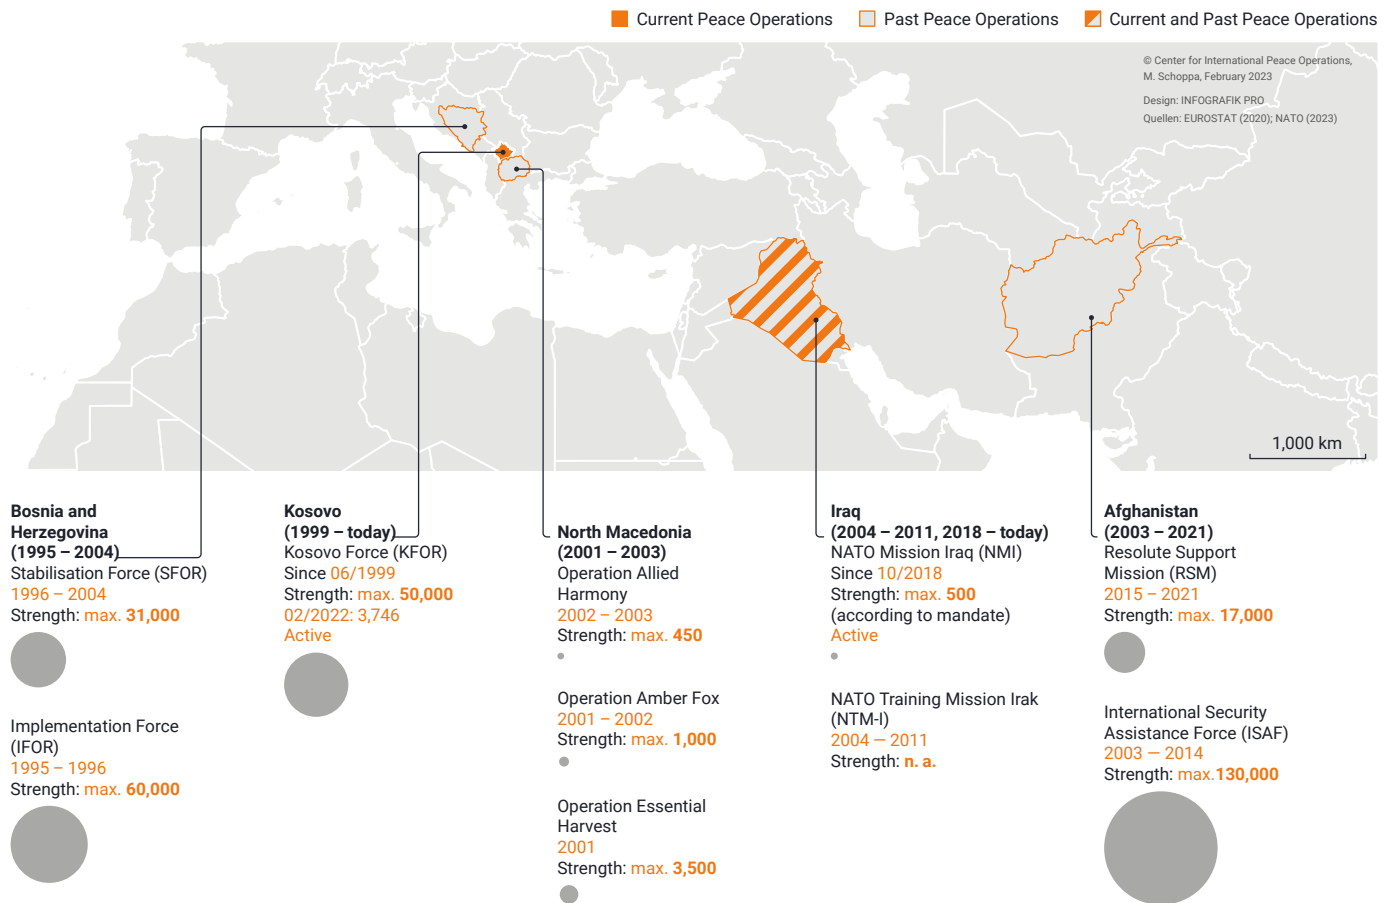 Current Peace Operations
Past Peace Operations
Current and Past Peace Operations
© Center for International Peace Operations,
M. Schoppa, February 2023
Design: INFOGRAFIK PRO
Quellen: EUROSTAT (2020); NATO (2023)
1,000 km
Bosnia and
Herzegovina
(1995 – 2004)
Stabilisation Force (SFOR)
1996 – 2004
Strength: max. 31,000
Implementation Force
(IFOR)
1995 – 1996
Strength: max. 60,000
Kosovo
(1999 – today)
Kosovo Force (KFOR)
Since 06/1999
Strength: max. 50,000
02/2022: 3,746
Active
North Macedonia
(2001 – 2003)
Operation Allied
Harmony
2002 – 2003
Strength: max. 450
Operation Amber Fox
2001 – 2002
Strength: max. 1,000
Operation Essential
Harvest
2001
Strength: max. 3,500
Iraq
(2004 – 2011, 2018 – today)
NATO Mission Iraq (NMI)
Since 10/2018
Strength: max. 500
(according to mandate)
Active
NATO Training Mission Irak
(NTM-I)
2004 — 2011
Strength: n. a.
Afghanistan
(2003 – 2021)
Resolute Support
Mission (RSM)
2015 – 2021
Strength: max. 17,000
International Security
Assistance Force (ISAF)
2003 — 2014
Strength: max.130,000